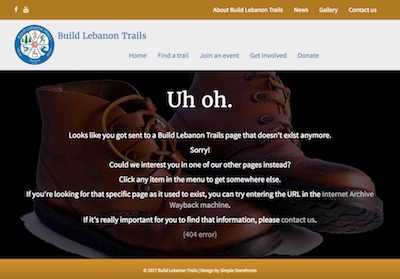 About Build Lebanon Trails News Gallery Contact us
Build Lebanon Trails
Home Find a trail Join an event Get involved Donate
Uh oh.
Looks like you got sent to a Build Lebanon Trails page that doesn't exist anymore.
Sorry!
Could we interest you in one of our other pages instead?
Click any item in the menu to get somewhere else.
If you're looking for that specific page as it used to exist, you can try entering the URL in the Internet Archive
Wayback machine.
If it's really important for you to find that information, please contact us.
(404 error)
© 2017 Build Lebanon Trails | Design by Simple Storefronts